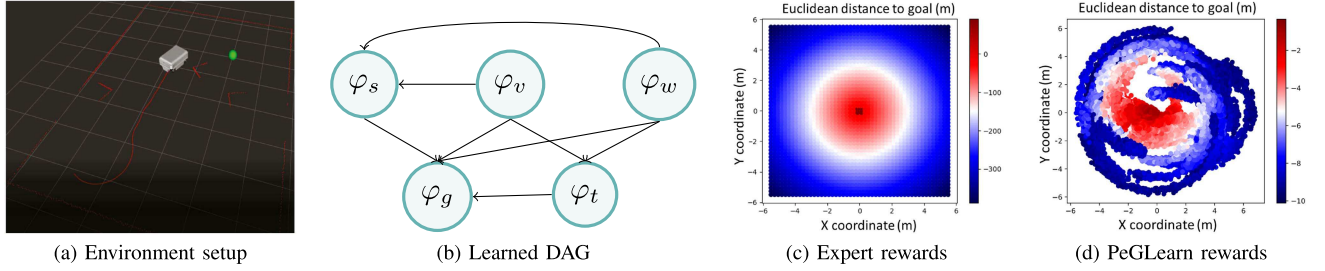 φs
φv
φw
φg
φt
Euclidean distance to goal (m)
Y coordinate (m)
6
4
2
0
−2
−4
−6
−6
−4
−2
0
2
4
6
X coordinate (m)
0
−100
−200
−300
Euclidean distance to goal (m)
Y coordinate (m)
6
4
2
0
−2
−4
−6
−6
−4
−2
0
2
4
6
X coordinate (m)
−2
−4
−6
−8
−10
(a) Environment setup
(b) Learned DAG
(c) Expert rewards
(d) PeGLearn rewards